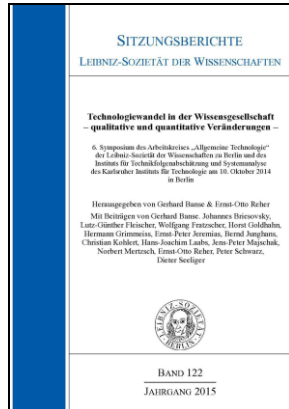 SITZUNGSBERICHTE
LEIBNIZ-SOZIETÄT DER WISSENSCHAFTEN
Technologiewandel in der Wissensgesellschaft
– qualitative und quantitative Veränderungen –
6. Symposium des Arbeitskreises „Allgemeine Technologie“
der Leibniz-Sozietät der Wissenschaften zu Berlin und des
Instituts für Technikfolgenabschätzung und Systemanalyse
des Karlsruher Instituts für Technologie am 10. Oktober 2014
in Berlin
Herausgegeben von Gerhard Banse & Ernst-Otto Reher
Mit Beiträgen von Gerhard Banse, Johannes Briesovsky,
Lutz-Günther Fleischer, Wolfgang Fratzscher, Horst Goldhahn,
Hermann Grimmeiss, Ernst-Peter Jeremias, Bernd Junghans,
Christian Kohlert, Hans-Joachim Laabs, Jens-Peter Majschak,
Norbert Mertzsch, Ernst-Otto Reher, Peter Schwarz,
Dieter Seeliger
LEIBNIZ-SOZIETÄT
BERLIN
BAND 122
JAHRGANG 2015